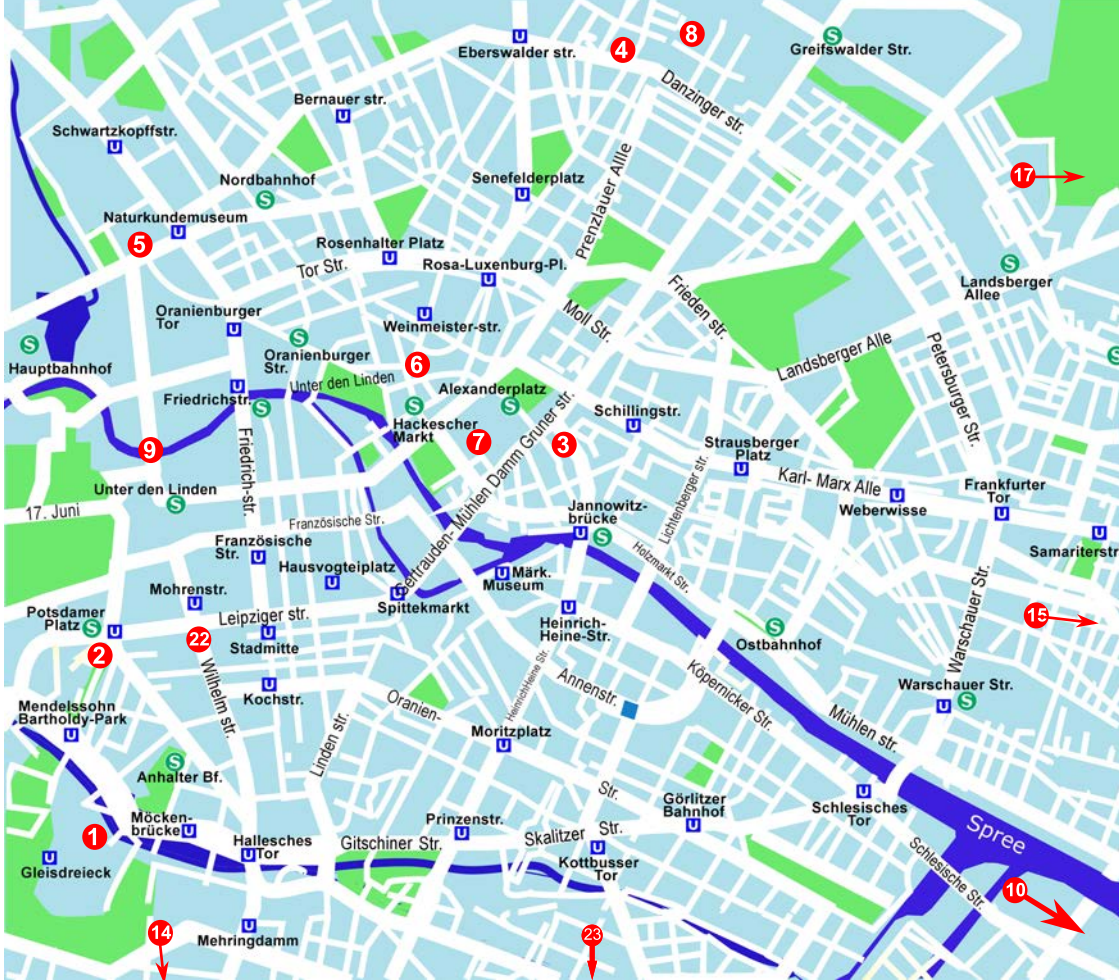 8
4
Eberswalder str.
Greifswalder Str.
Danzinger str.
Bernauer str.
Schwartzkopffstr.
17
Nordbahnhof
Senefelderplatz
Prenzlauer Allle
Naturkundemuseum
5
Rosenhalter Platz
Tor Str.
Rosa-Luxenburg-Pl.
Frieden str.
Landsberger
Allee
Oranienburger
Tor
Weinmeister-str.
Moll Str.
Landsberger Alle
Petersburger Str.
Hauptbahnhof
Oranienburger
Str.
6
Unter den Linden
Alexanderplatz
Friedrichstr.
Hackescher
Markt
Schillingstr.
7
3
9
Friedrich-str.
Strausberger
Platz
Karl- Marx Alle
Weberwisse
Frankfurter
Tor
Unter den Linden
17. Juni
Französische Str.
Gertrauden- Mühlen Damm Gruner str.
Lichtenberger str.
Jannowitz-
brücke
Holzmarkt Str.
Samariterstr
Französische
Str.
Hausvogteiplatz
Märk.
Museum
Mohrenstr.
Leipziger str.
Spittekmarkt
Heinrich-
Heine-Str.
Ostbahnhof
Warschauer Str.
15
Potsdamer
Platz
2
22
Stadmitte
Wilhelm str.
Kochstr.
Oranien-
HeinrichHeine Str.
Annenstr.
Köpernicker Str.
Warschauer Str.
Mühlen str.
Mendelssohn
Bartholdy-Park
Linden str.
Moritzplatz
Anhalter Bf.
Str.
Görlitzer
Bahnhof
Schlesisches
Tor
1
Möcken-
brücke
Hallesches
Tor
Gitschiner Str.
Prinzenstr.
Skalitzer Str.
Kottbusser
Tor
Gleisdreieck
Spree
Schlesische Str.
10
14
Mehringdamm
23